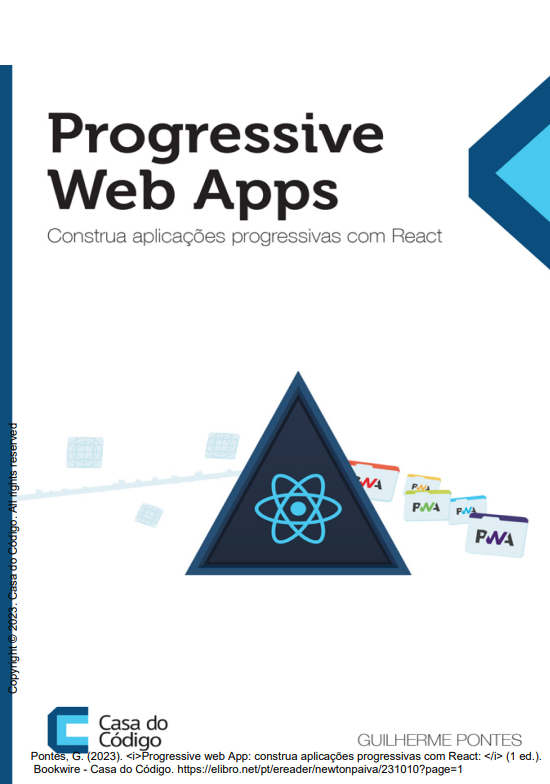 Progressive
Web Apps
Construa aplicações progressivas com React
PWA
PWA
PWA
PWA
PWA
Copyright © 2023. Casa do Código. All rights reserved
Casa do
Código
GUILHERME PONTES
Pontes, G. (2023). <i>Progressive web App: construa aplicações progressivas com React: </i> (1 ed.).
Bookwire - Casa do Código. https://elibro.net/pt/ereader/newtonpaiva/231010?page=1